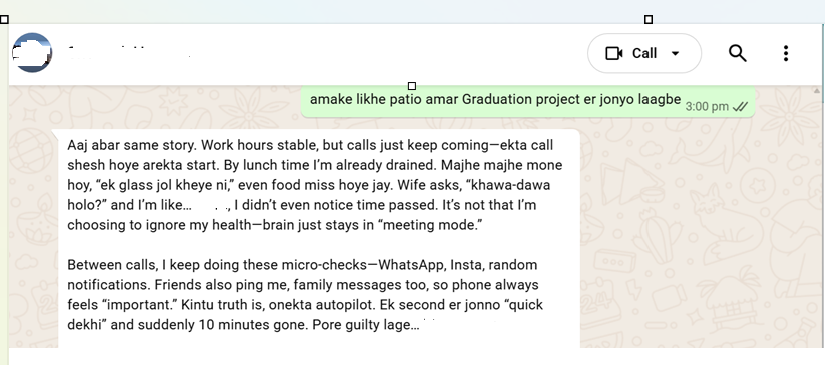 Call
amake likhe patio amar Graduation project er jonyo laagbe
3:00 pm
Aaj abar same story. Work hours stable, but calls just keep coming—ekta call
shesh hoye arekta start. By lunch time I’m already drained. Majhe majhe mone
hoy, “ek glass jol kheye ni,” even food miss hoye jay. Wife asks, “khawa-dawa
holo?” and I’m like… , I didn’t even notice time passed. It’s not that I’m
choosing to ignore my health—brain just stays in “meeting mode.”
Between calls, I keep doing these micro-checks—WhatsApp, Insta, random
notifications. Friends also ping me, family messages too, so phone always
feels “important.” Kintu truth is, onekta autopilot. Ek second er jonno “quick
dekhi” and suddenly 10 minutes gone. Pore guilty lage…